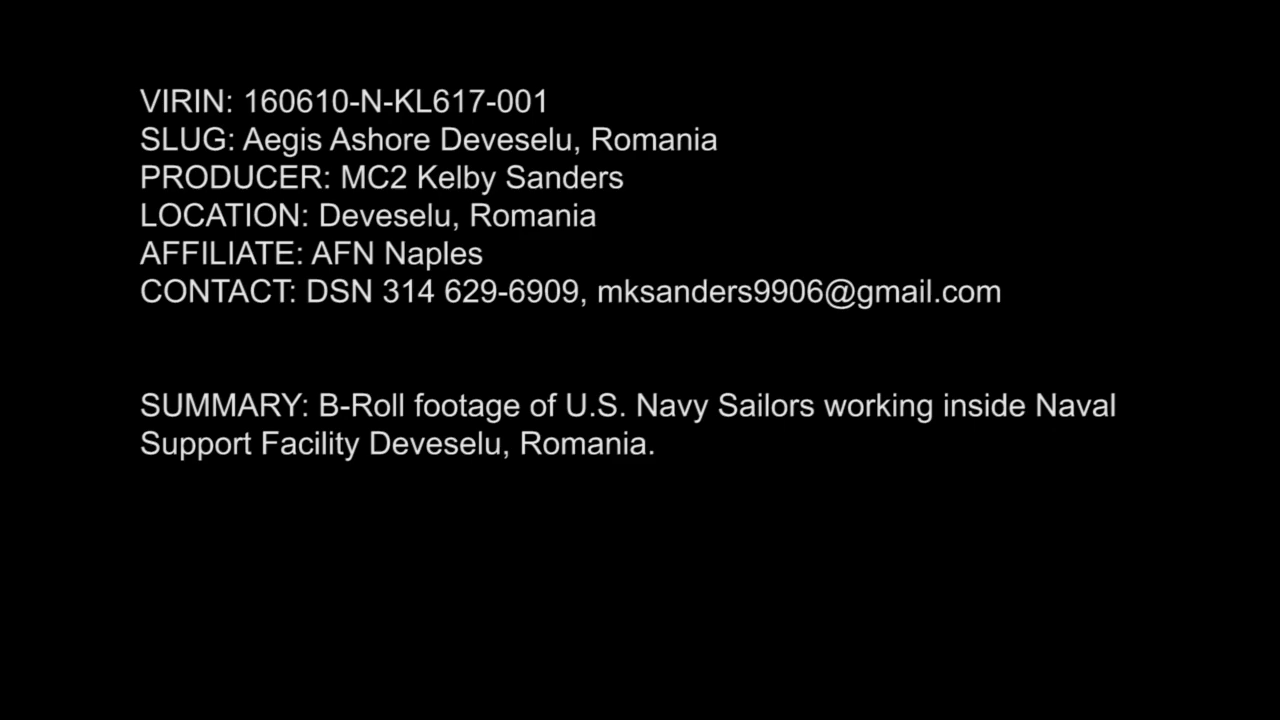 VIRIN: 160610-N-KL617-001
SLUG: Aegis Ashore Deveselu, Romania
PRODUCER: MC2 Kelby Sanders
LOCATION: Deveselu, Romania
AFFILIATE: AFN Naples
CONTACT: DSN 314 629-6909, mksanders9906@gmail.com
SUMMARY: B-Roll footage of U.S. Navy Sailors working inside Naval
Support Facility Deveselu, Romania.